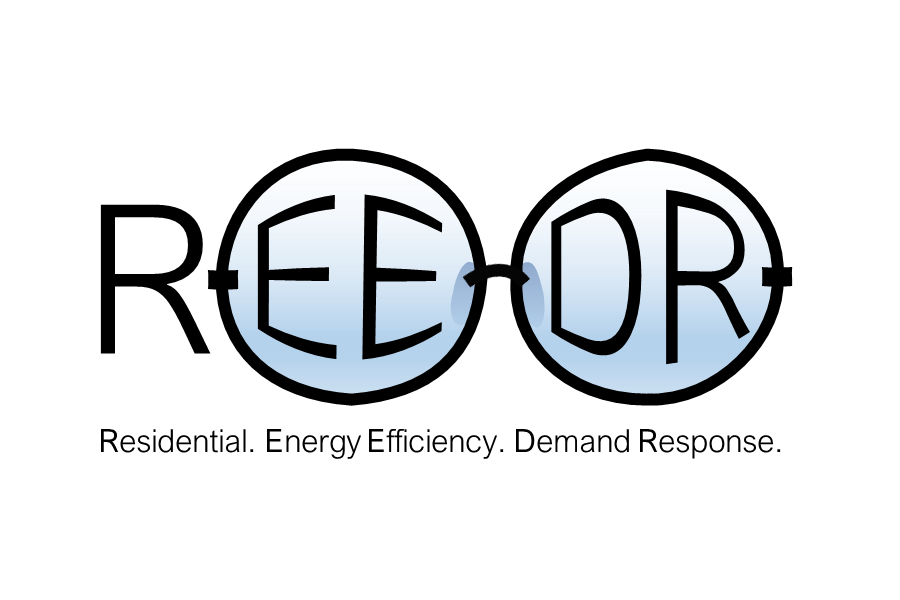 REEDR
Residential. Energy Efficiency. Demand Response.